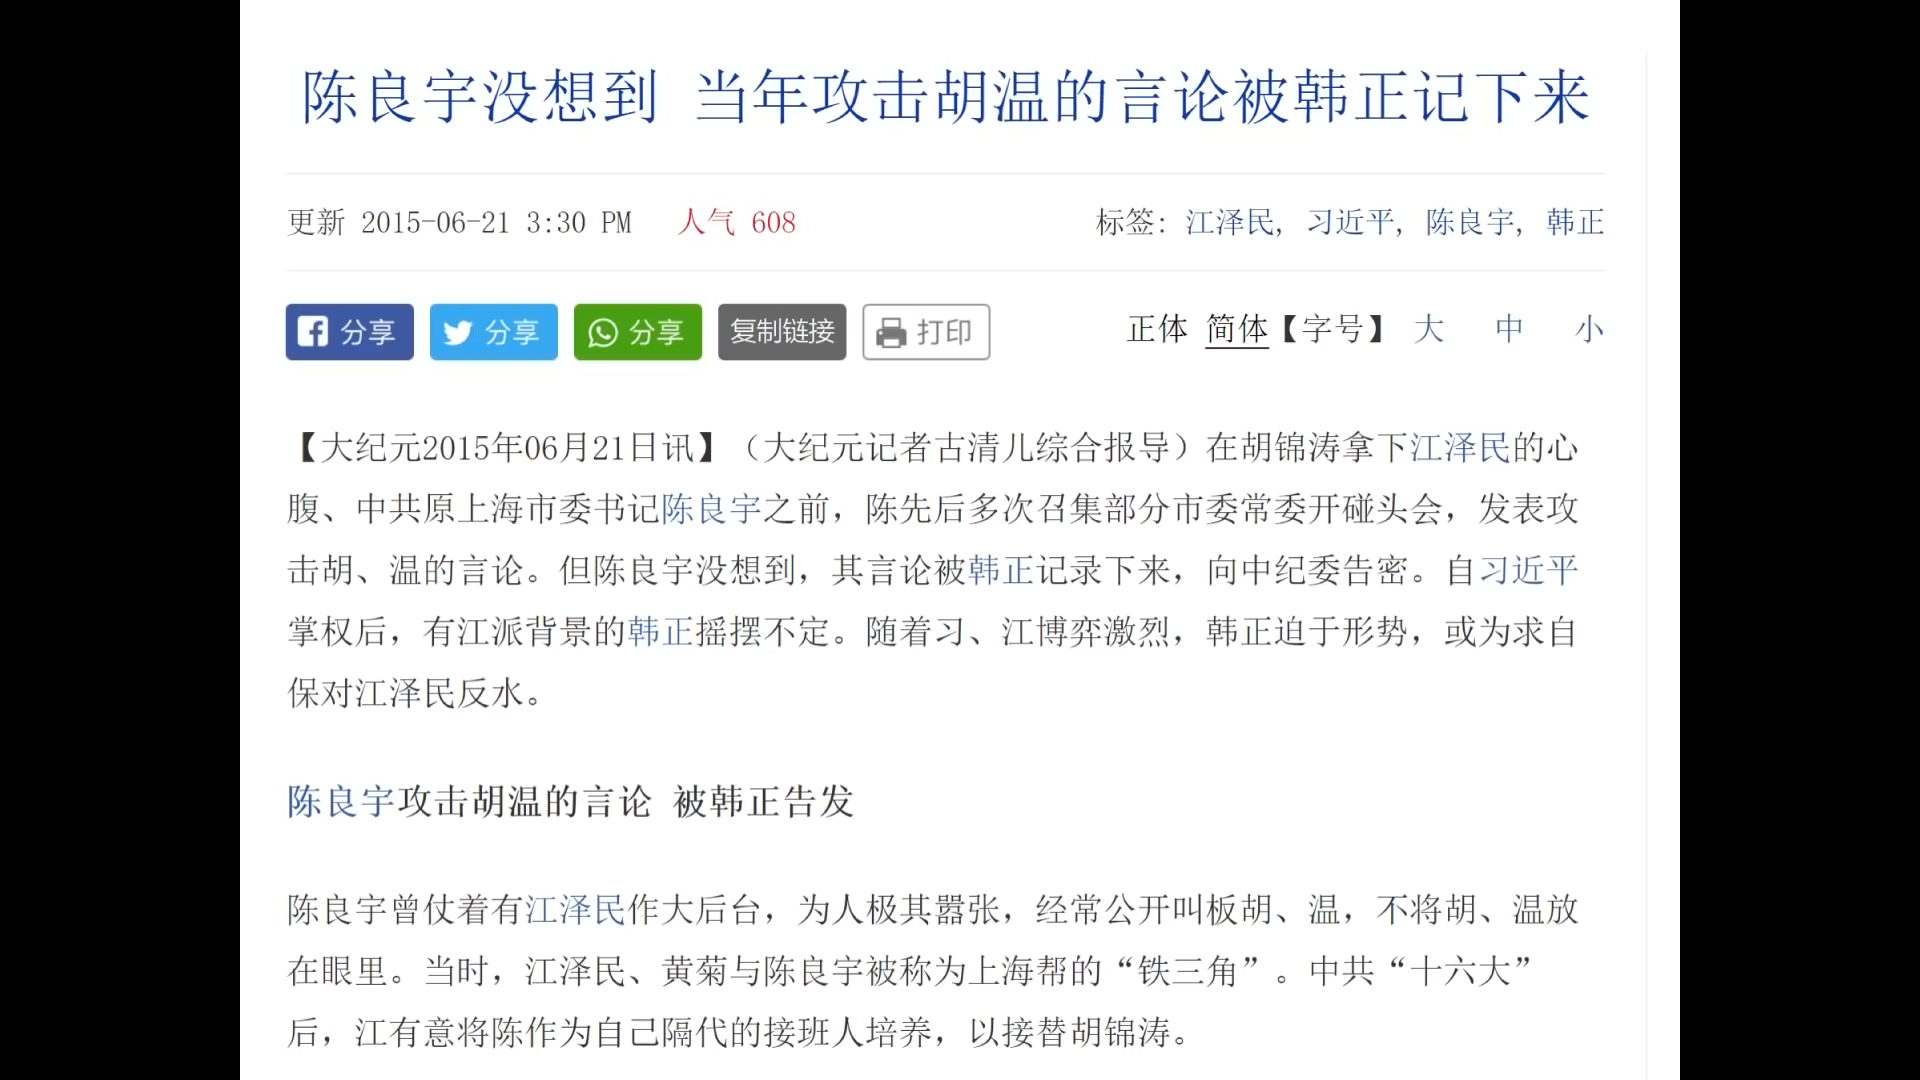 陈良宇没想到 当年攻击胡温的言论被韩正记下来
更新 2015-06-21 3:30 PM 人气 608 标签: 江泽民, 习近平, 陈良宇, 韩正
分享 分享 分享 复制链接 打印 正体 简体【字号】 大 中 小
【大纪元2015年06月21日讯】（大纪元记者古清儿综合报导）在胡锦涛拿下江泽民的心
腹、中共原上海市委书记陈良宇之前，陈先后多次召集部分市委常委开碰头会，发表攻
击胡、温的言论。但陈良宇没想到，其言论被韩正记录下来，向中纪委告密。自习近平
掌权后，有江派背景的韩正摇摆不定。随着习、江博弈激烈，韩正迫于形势，或为求自
保对江泽民反水。
陈良宇攻击胡温的言论 被韩正告发
陈良宇曾仗着有江泽民作大后台，为人极其嚣张，经常公开叫板胡、温，不将胡、温放
在眼里。当时，江泽民、黄菊与陈良宇被称为上海帮的“铁三角”。中共“十六大”
后，江有意将陈作为自己隔代的接班人培养，以接替胡锦涛。